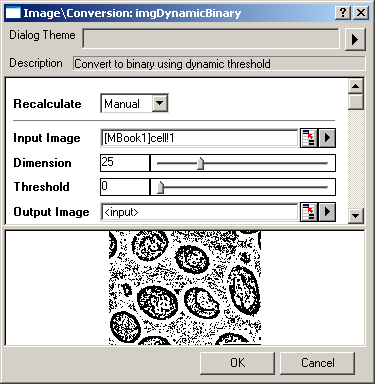 Image\Conversion: imgDynamicBinary
Dialog Theme
Description Convert to binary using dynamic threshold
Recalculate Manual
Input Image [MBook1]cell!1
Dimension 25
Threshold 0
Output Image <input>
OK Cancel